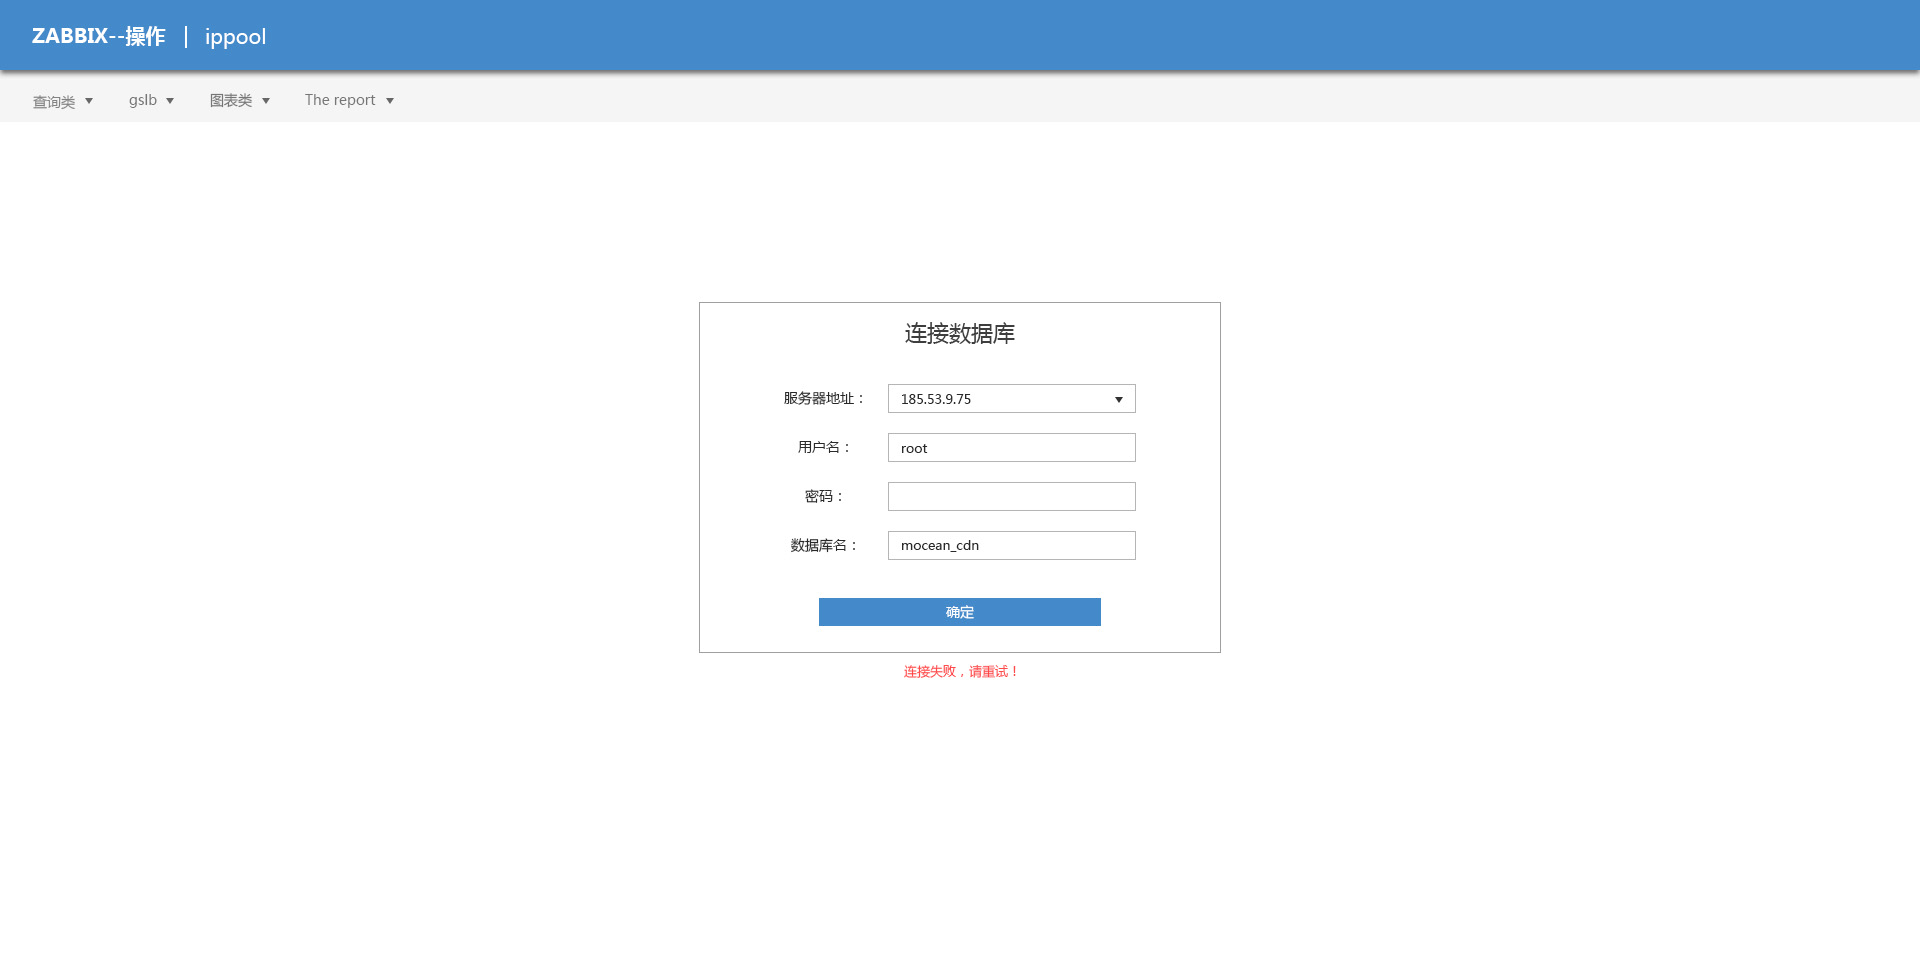 ZABBIX--操作 | ippool
查询类 gslb 图表类 The report
连接数据库
服务器地址： 185.53.9.75
用户名： root
密码：
数据库名： mocean_cdn
确定
连接失败，请重试！